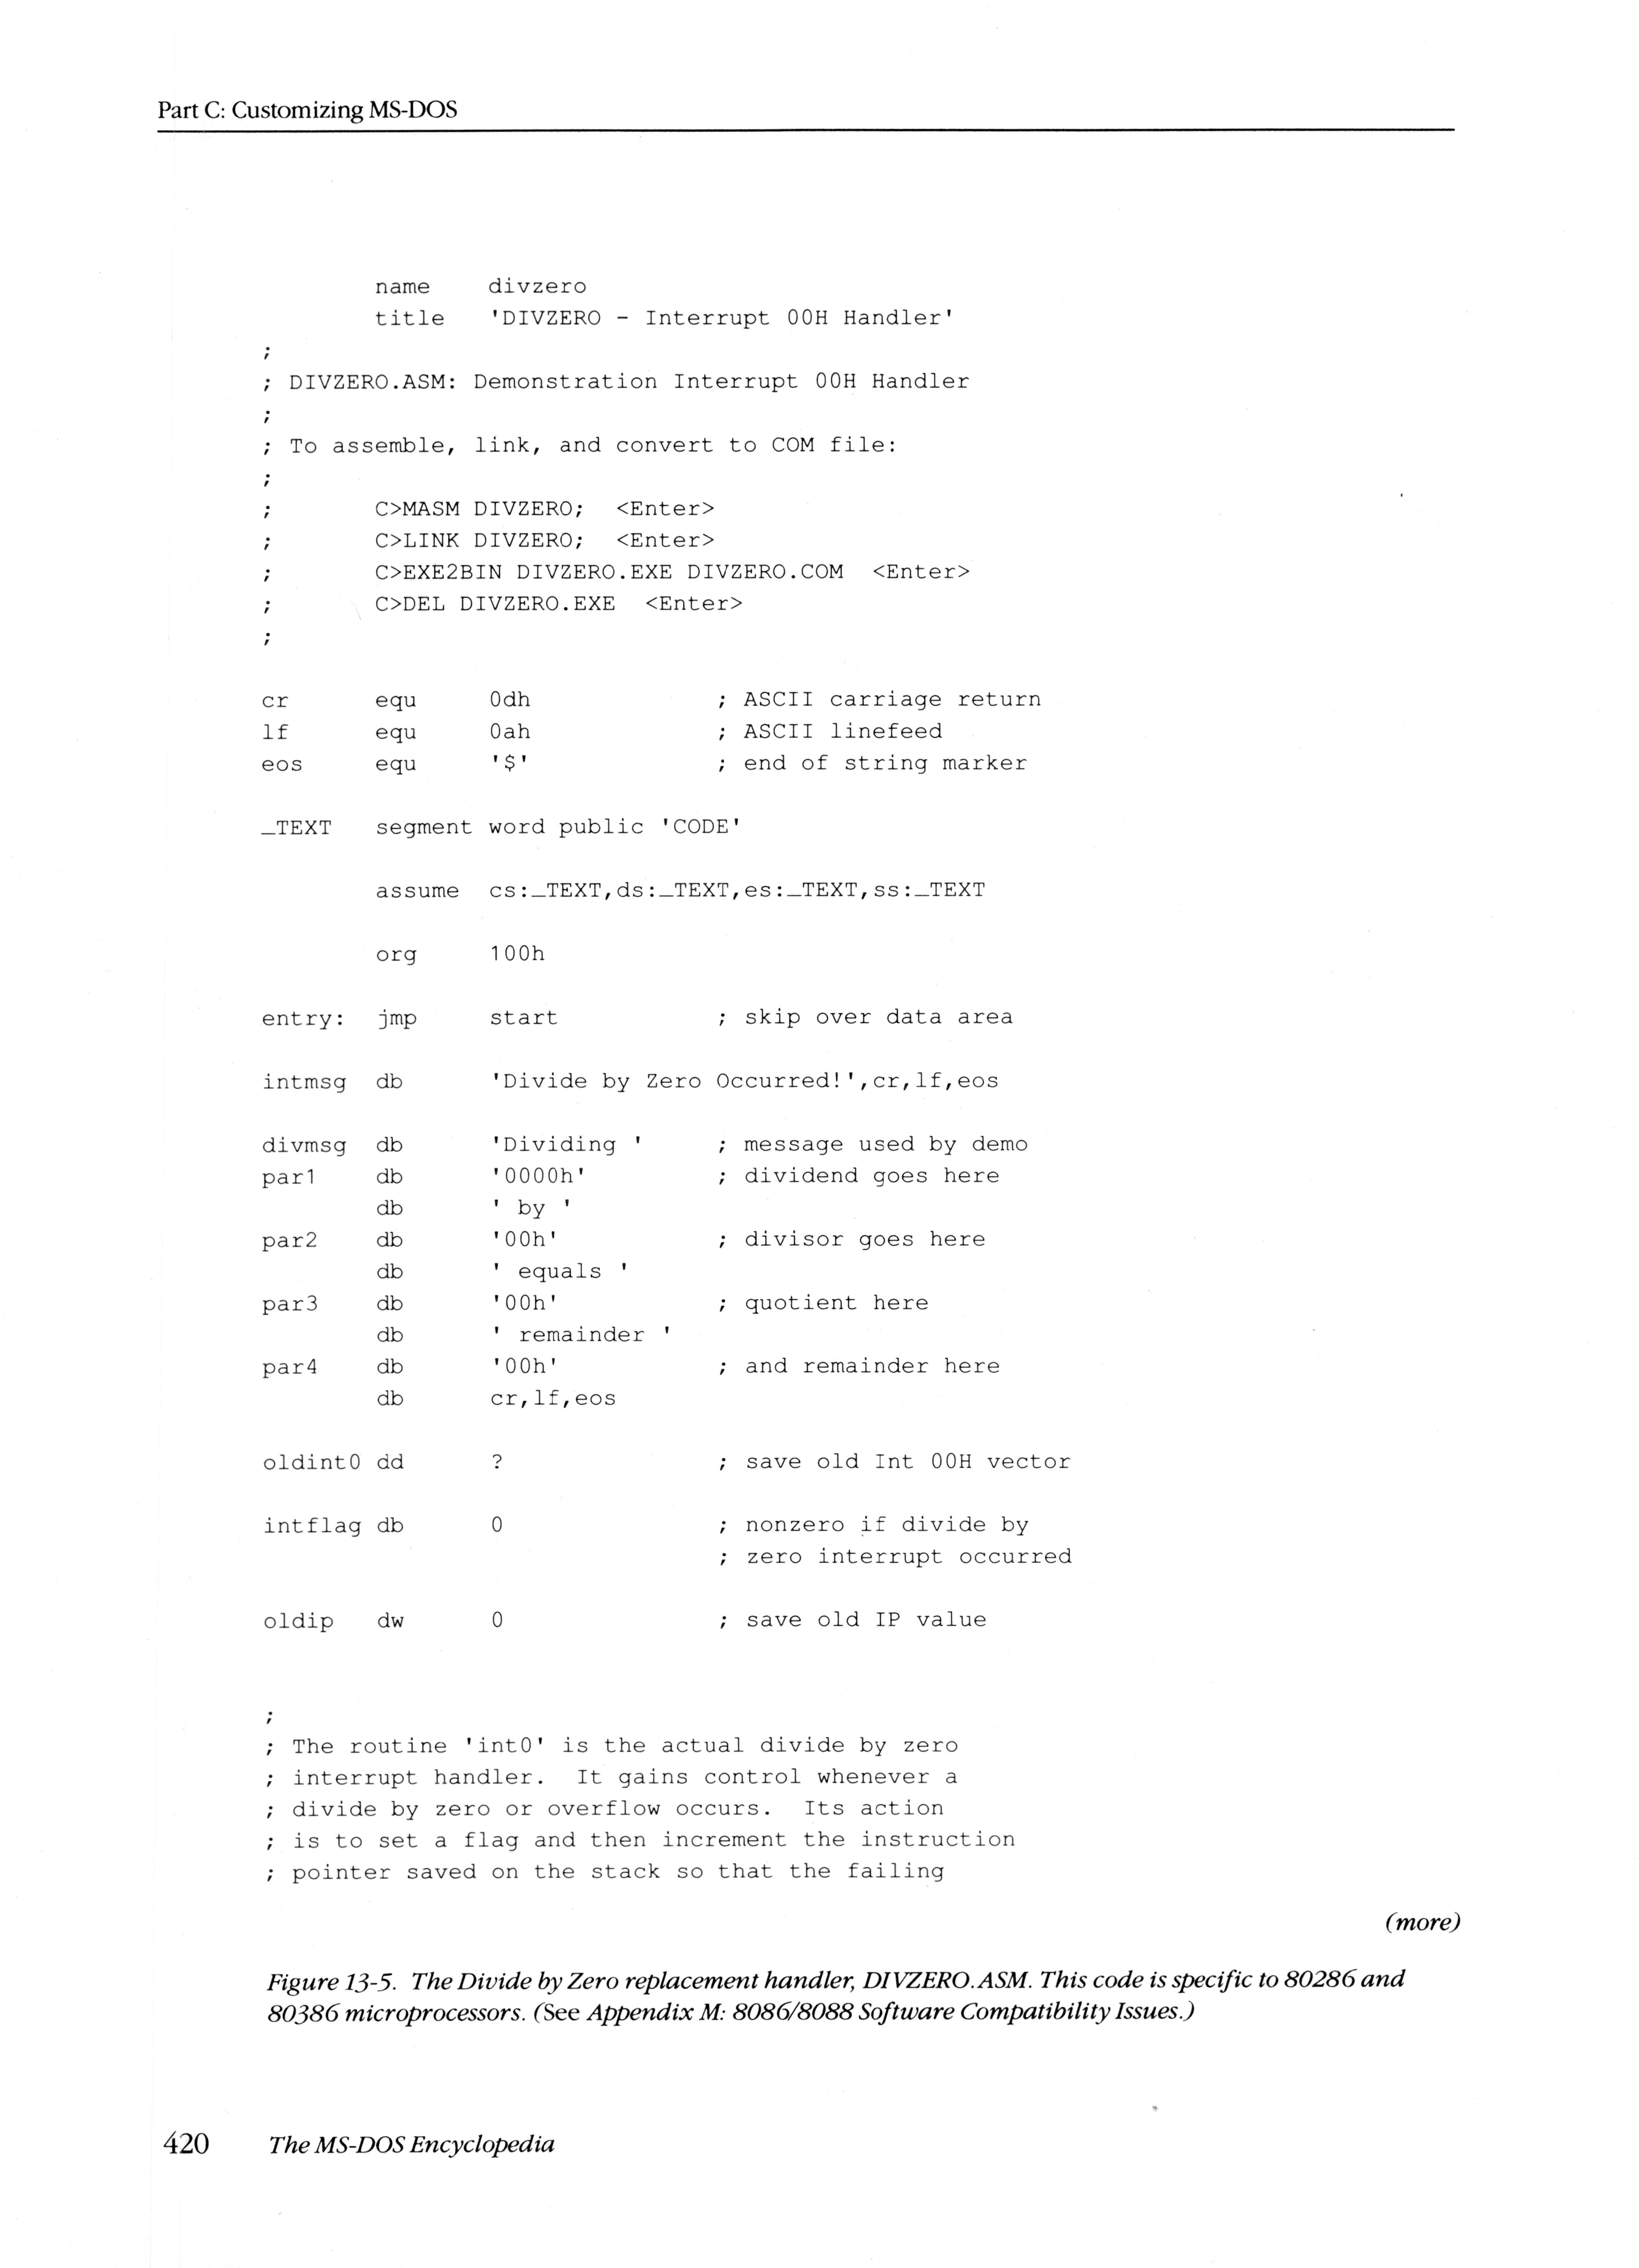 Part C: Customizing MS-DOS
name    divzero
title   'DIVZERO - Interrupt 00H Handler'
;
; DIVZERO.ASM: Demonstration Interrupt 00H Handler
;
; To assemble, link, and convert to COM file:
;
;       C>MASM DIVZERO;  <Enter>
;       C>LINK DIVZERO;  <Enter>
;       C>EXE2BIN DIVZERO.EXE DIVZERO.COM  <Enter>
;       C>DEL DIVZERO.EXE  <Enter>
;
cr      equ     0dh             ; ASCII carriage return
lf      equ     0ah             ; ASCII linefeed
eos     equ     '$'             ; end of string marker
_TEXT   segment word public 'CODE'
assume  cs:_TEXT,ds:_TEXT,es:_TEXT,ss:_TEXT
org     100h
entry:  jmp     start           ; skip over data area
intmsg  db      'Divide by Zero Occurred!',cr,lf,eos
divmsg  db      'Dividing '     ; message used by demo
par1    db      '0000h'         ; dividend goes here
db      ' by '
par2    db      '00h'           ; divisor goes here
db      ' equals '
par3    db      '00h'           ; quotient here
db      ' remainder '
par4    db      '00h'           ; and remainder here
db      cr,lf,eos
oldint0 dd      ?               ; save old Int 00H vector
intflag db      0               ; nonzero if divide by
; zero interrupt occurred
oldip   dw      0               ; save old IP value
;
; The routine 'int0' is the actual divide by zero
; interrupt handler.  It gains control whenever a
; divide by zero or overflow occurs.  Its action
; is to set a flag and then increment the instruction
; pointer saved on the stack so that the failing
(more)
Figure 13-5. The Divide by Zero replacement handler, DIVZERO.ASM. This code is specific to 80286 and
80386 microprocessors. (See Appendix M: 8086/8088 Software Compatibility Issues.)
420 The MS-DOS Encyclopedia